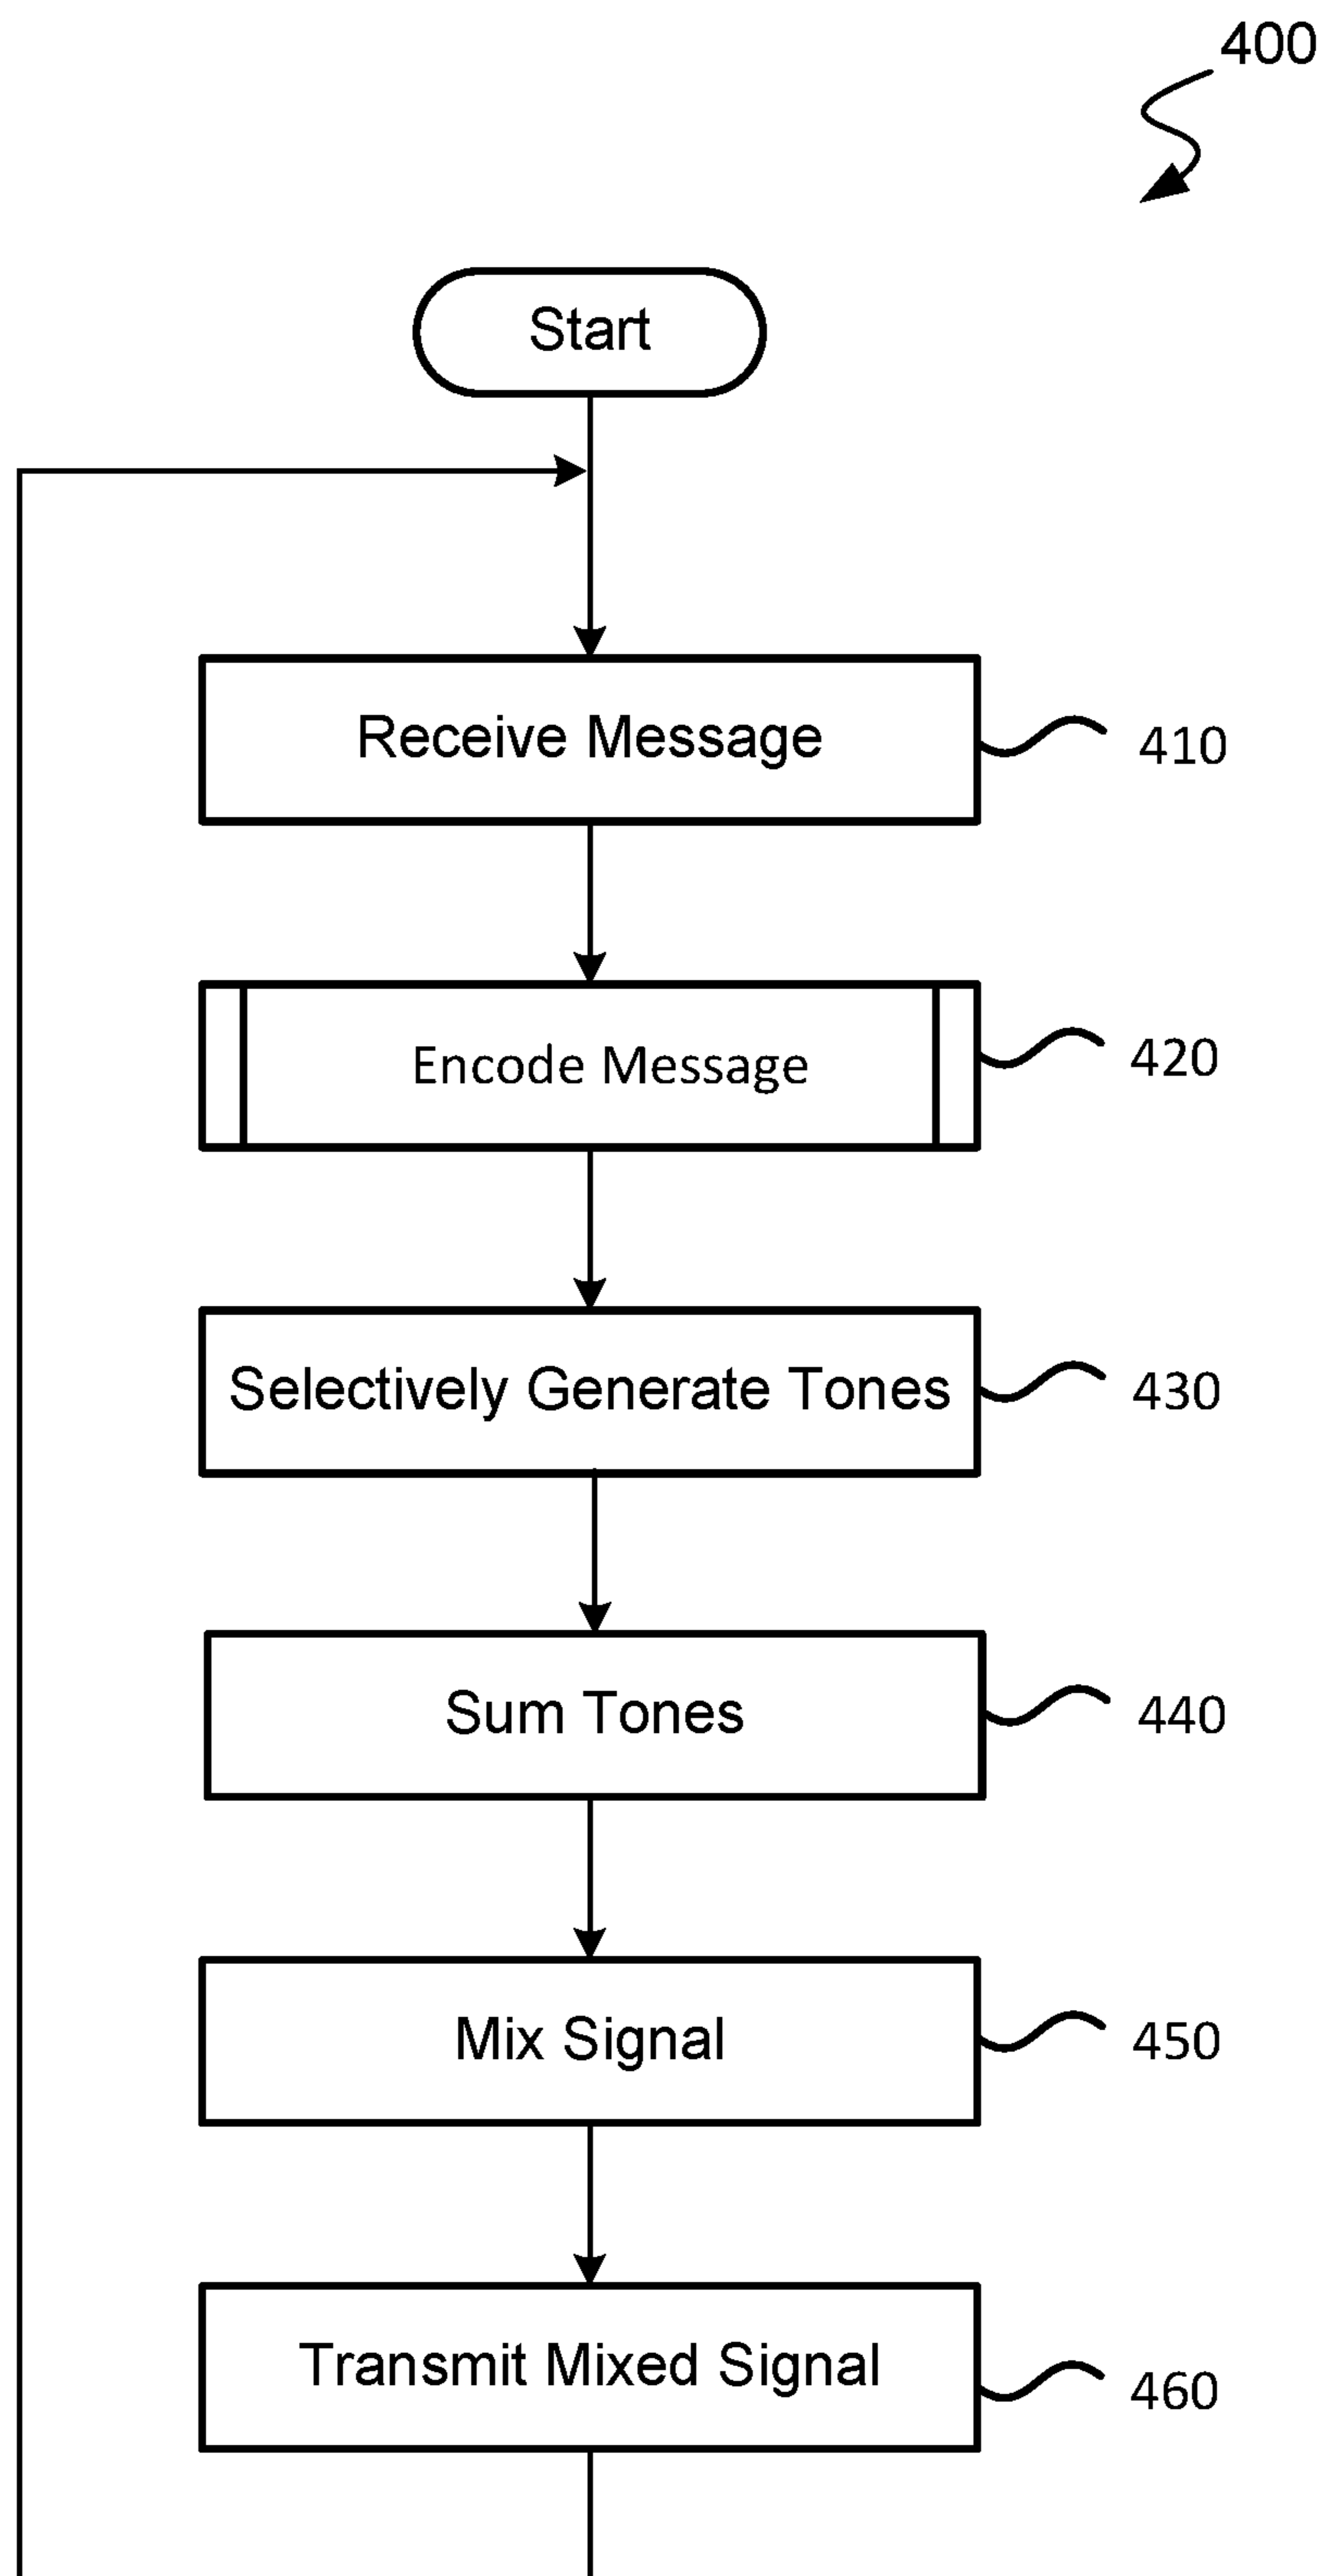 400
Start
Receive Message
410
Encode Message
420
Selectively Generate Tones
430
Sum Tones
440
Mix Signal
450
Transmit Mixed Signal
460